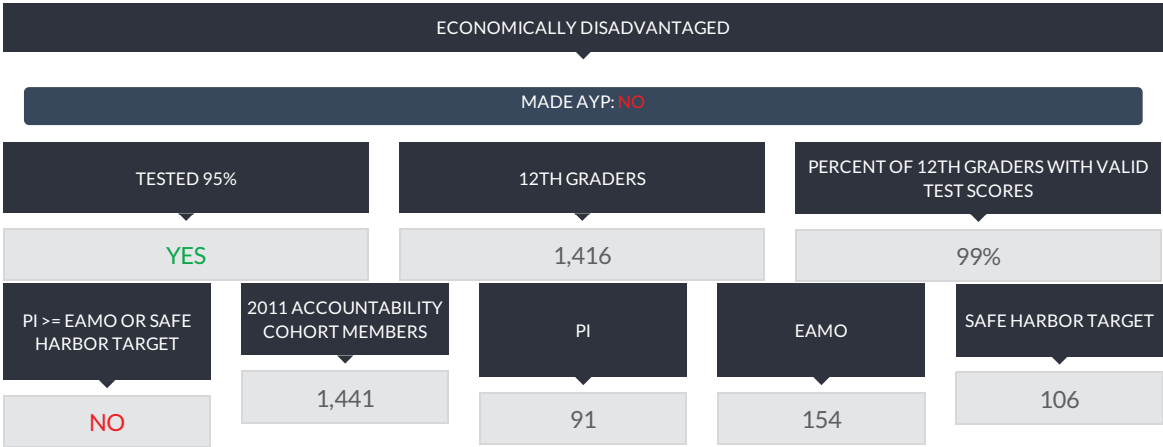 ECONOMICALLY DISADVANTAGED
MADE AYP: NO
TESTED 95%
12TH GRADERS
PERCENT OF 12TH GRADERS WITH VALID
TEST SCORES
YES
1,416
99%
PI >= EAMO OR SAFE
HARBOR TARGET
2011 ACCOUNTABILITY
COHORT MEMBERS
PI
EAMO
SAFE HARBOR TARGET
NO
1,441
91
154
106